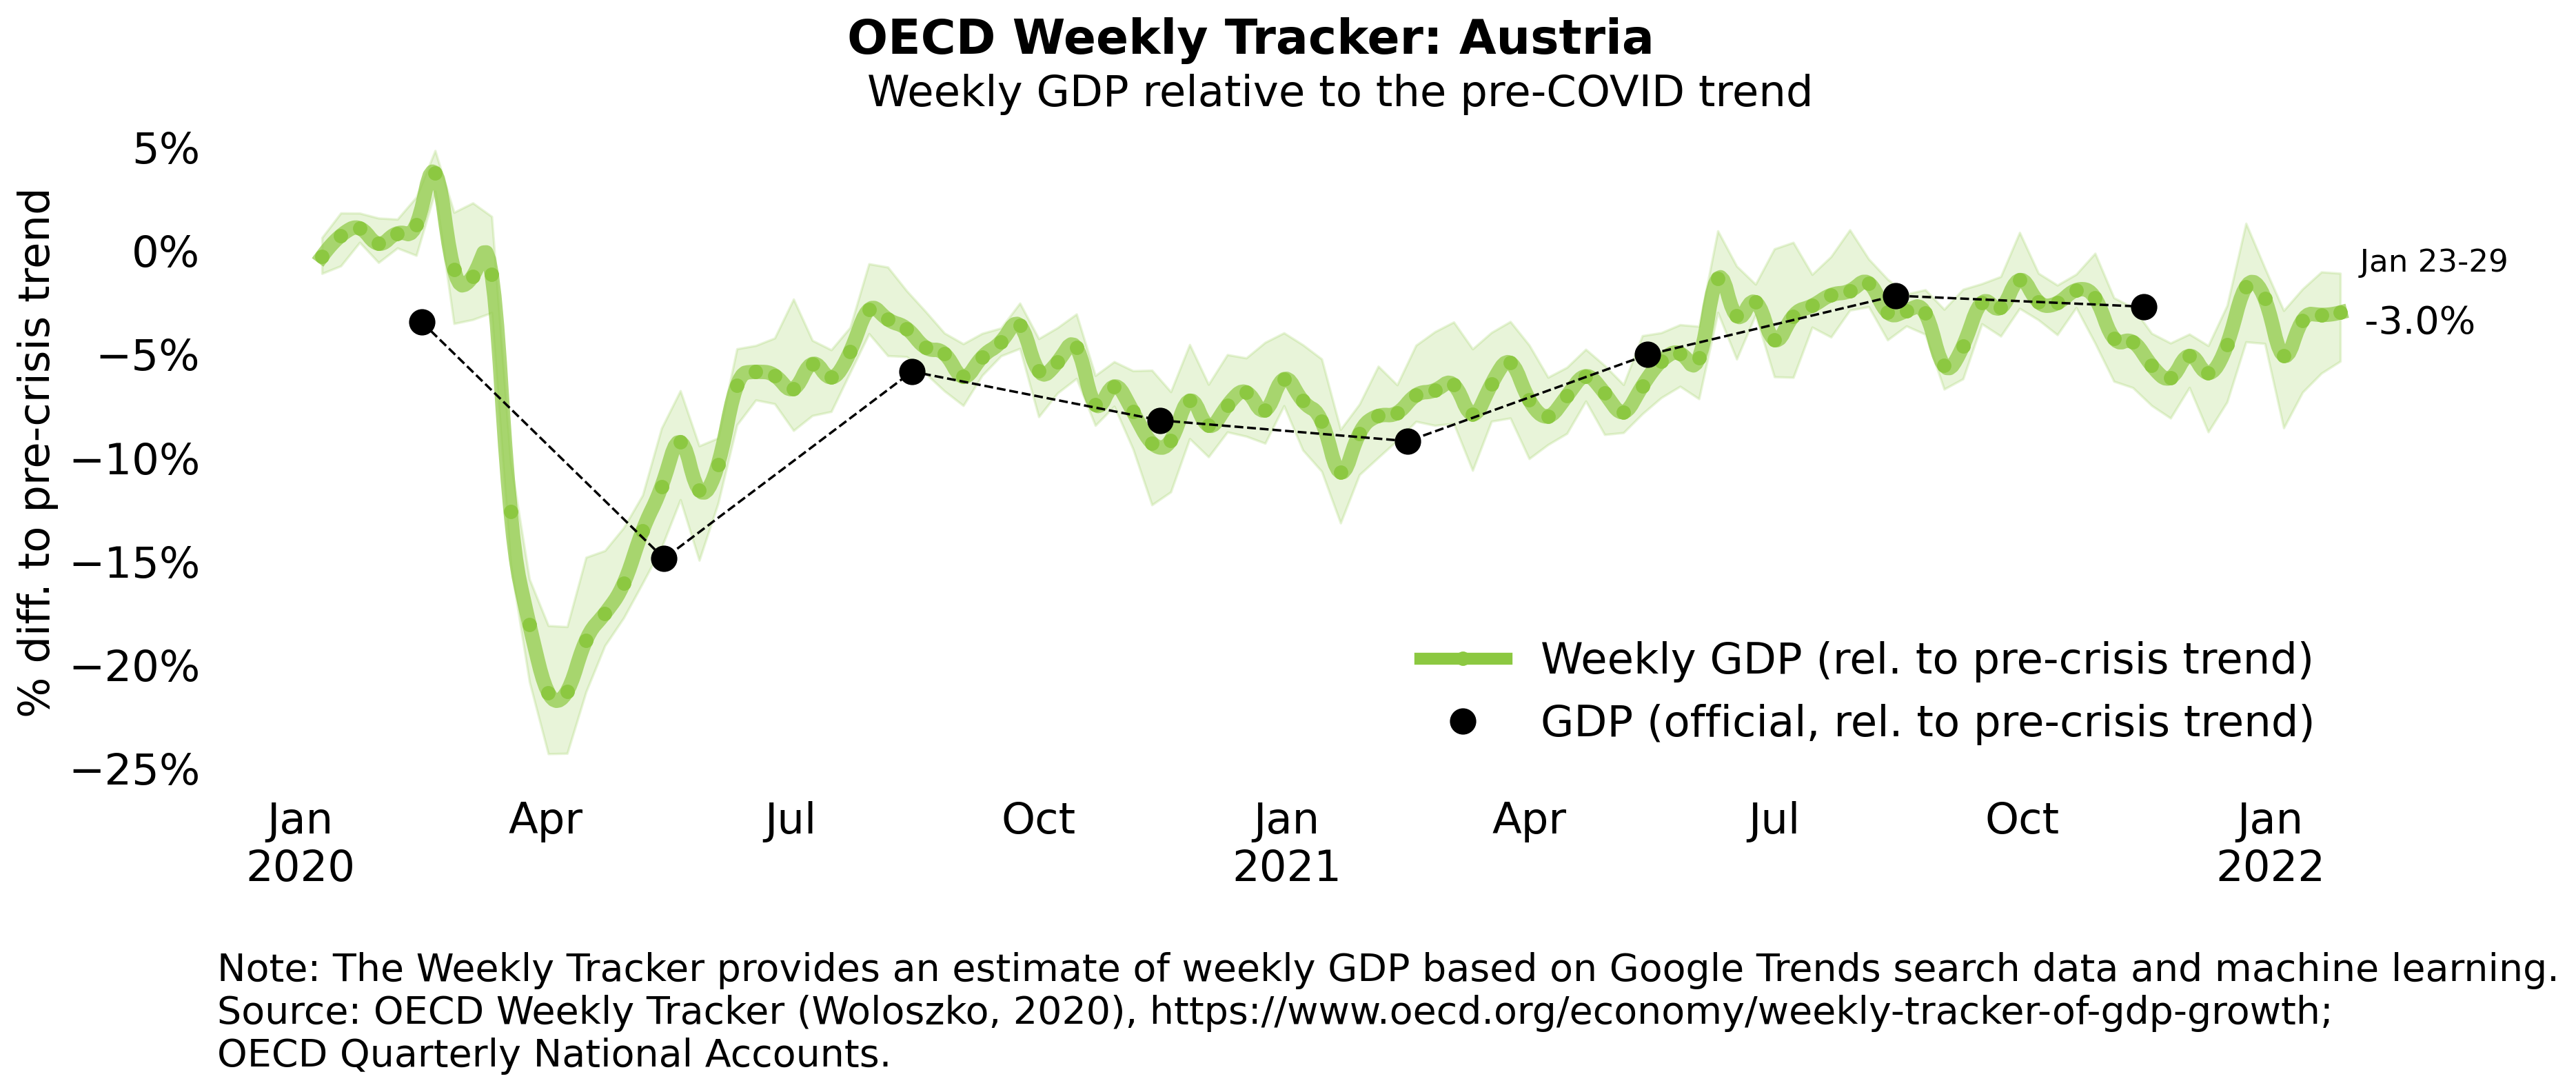 OECD Weekly Tracker: Austria
Weekly GDP relative to the pre-COVID trend
% diff. to pre-crisis trend
5%
0%
−5%
−10%
−15%
−20%
−25%
Jan 23-29
-3.0%
Weekly GDP (rel. to pre-crisis trend)
GDP (official, rel. to pre-crisis trend)
Jan Apr Jul Oct Jan Apr Jul Oct Jan
2020 2021 2022
Note: The Weekly Tracker provides an estimate of weekly GDP based on Google Trends search data and machine learning.
Source: OECD Weekly Tracker (Woloszko, 2020), https://www.oecd.org/economy/weekly-tracker-of-gdp-growth;
OECD Quarterly National Accounts.